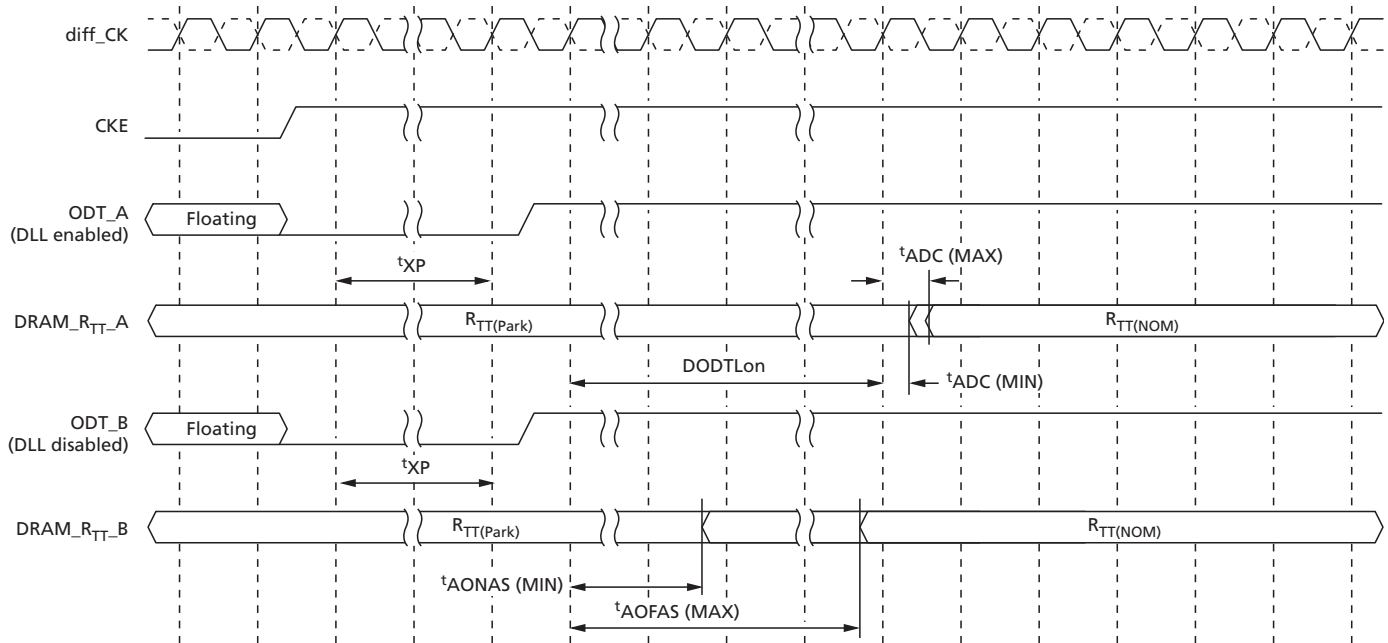 diff_CK
CKE
ODT_A
(DLL enabled)
Floating
tXP
tADC (MAX)
DRAM_RTT_A
RTT(Park)
RTT(NOM)
DODTLon
tADC (MIN)
ODT_B
(DLL disabled)
Floating
tXP
DRAM_RTT_B
RTT(Park)
RTT(NOM)
tAONAS (MIN)
tAOFAS (MAX)